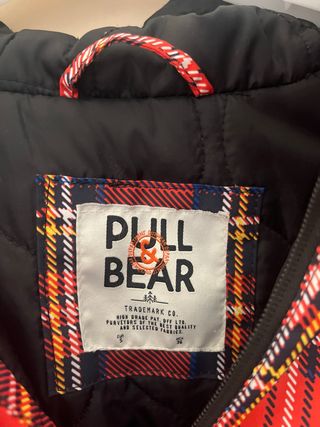 PULL
&
BEAR
TRADEMARK CO.
HIGH GRADE PAT. OFF LTD.
PURVEYORS OF THE BEST QUALITY
AND SELECTED FABRICS